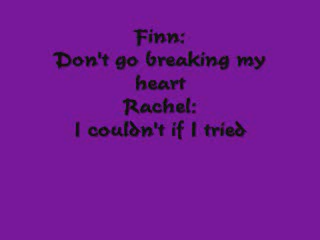 Finn:
Don't go breaking my
heart
Rachel:
I couldn't if I tried